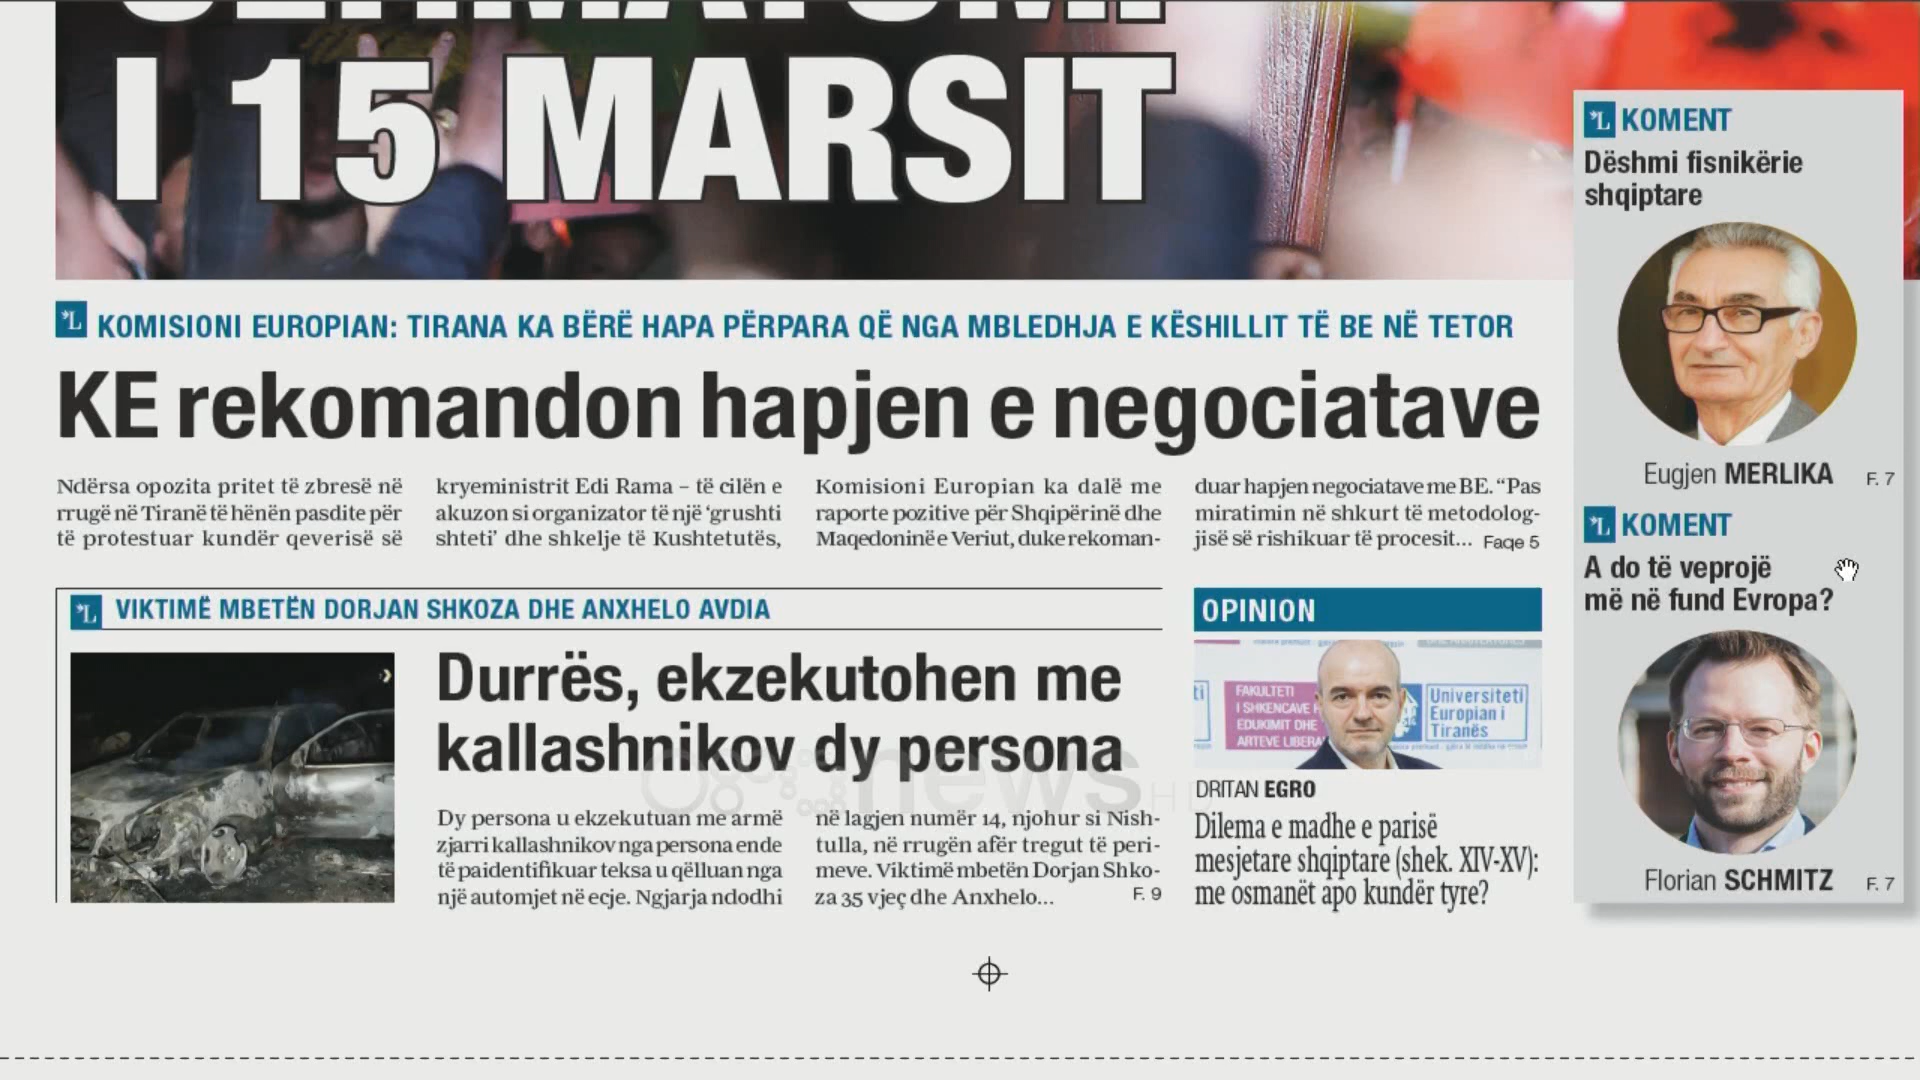 I 15 MARSIT
KOMISIONI EUROPIAN: TIRANA KA BËRË HAPA PËRPARA QË NGA MBLEDHJA E KËSHILLIT TË BE NË TETOR
KE rekomandon hapjen e negociatave
Ndërsa opozita pritet të zbresë në
rrugë në Tiranë të hënën pasdite për
të protestuar kundër qeverisë së
kryeministrit Edi Rama – të cilën e
akuzon si organizator të një ‘grushti
shteti’ dhe shkelje të Kushtetutës,
Komisioni Europian ka dalë me
raporte pozitive për Shqipërinë dhe
Maqedoninë e Veriut, duke rekoman-
duar hapjen negociatave me BE. “Pas
miratimin në shkurt të metodolog-
jisë së rishikuar të procesit... Faqe 5
VIKTIMË MBETËN DORJAN SHKOZA DHE ANXHELO AVDIA
Durrës, ekzekutohen me
kallashnikov dy persona
Dy persona u ekzekutuan me armë
zjarri kallashnikov nga persona ende
të paidentifikuar teksa u qëlluan nga
një automjet në ecje. Ngjarja ndodhi
në lagjen numër 14, njohur si Nish-
tulla, në rrugën afër tregut të peri-
meve. Viktimë mbetën Dorjan Shko-
za 35 vjeç dhe Anxhelo... F. 9
news HD
OPINION
FAKULTETI
I SHKENCAVE
EDUKIMIT DHE
ARTEVE LIBERA
Universiteti
Europian i
Tiranës
DRITAN EGRO
Dilema e madhe e parisë
mesjetare shqiptare (shek. XIV-XV):
me osmanët apo kundër tyre?
KOMENT
Dëshmi fisnikërie
shqiptare
Eugjen MERLIKA F. 7
KOMENT
A do të veprojë
më në fund Evropa?
Florian SCHMITZ F. 7